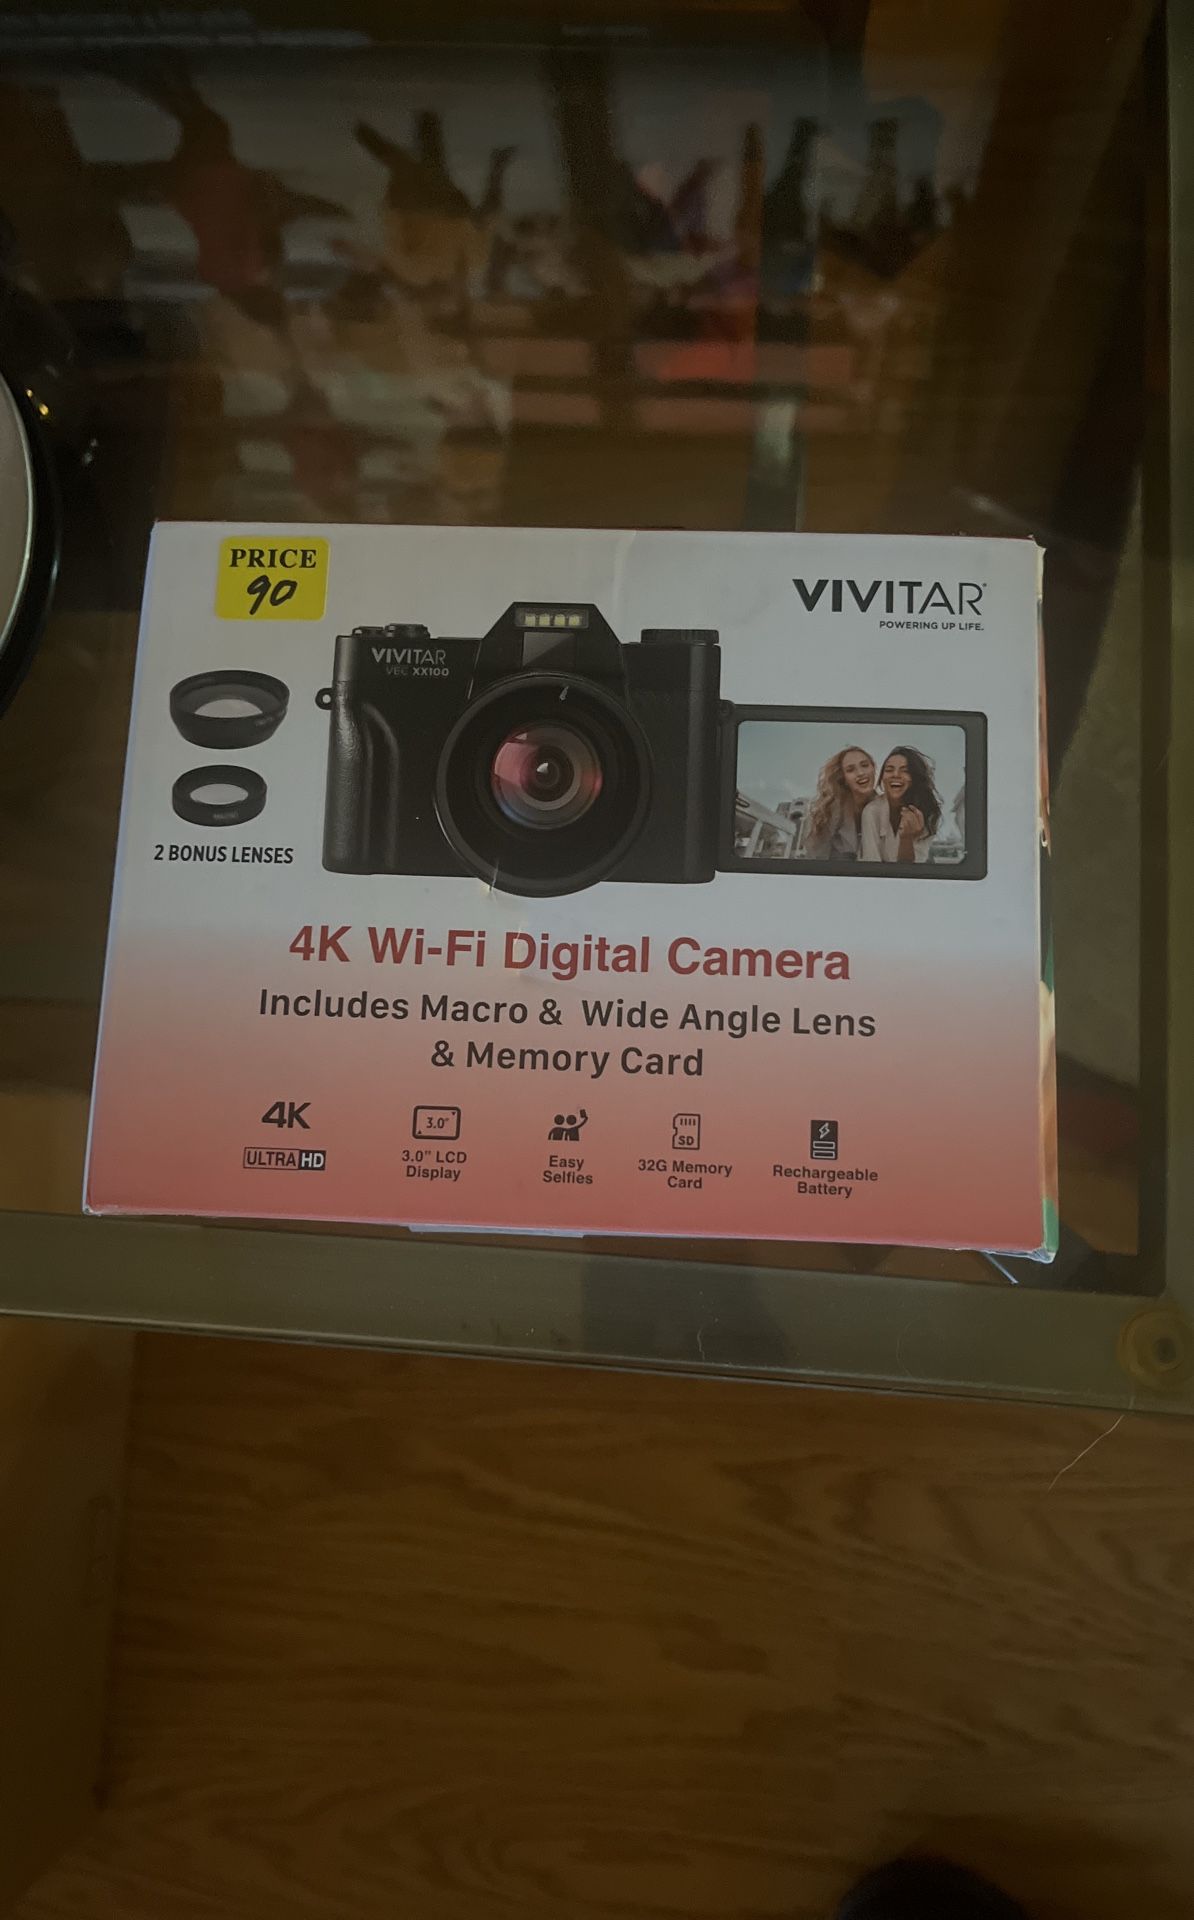 PRICE
90
VIVITAR
POWERING UP LIFE.
VIVITAR
VEC XX100
2 BONUS LENSES
4K Wi-Fi Digital Camera
Includes Macro & Wide Angle Lens
& Memory Card
4K
ULTRA HD
3.0"
3.0" LCD
Display
Easy
Selfies
SD
32G Memory
Card
Rechargeable
Battery